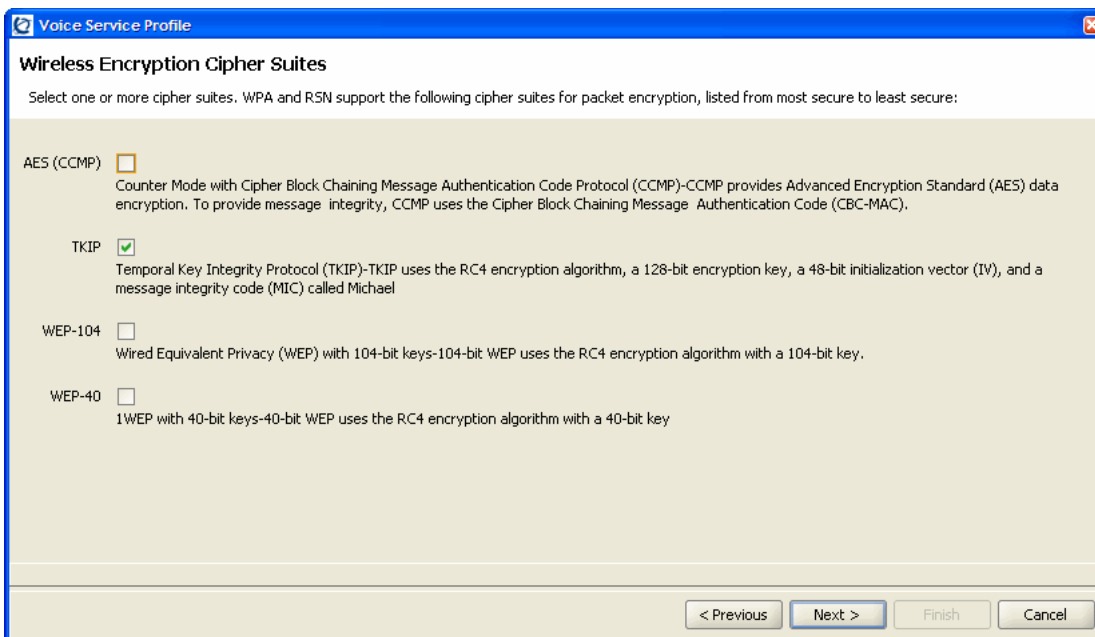 Voice Service Profile
Wireless Encryption Cipher Suites
Select one or more cipher suites. WPA and RSN support the following cipher suites for packet encryption, listed from most secure to least secure:
AES (CCMP)
Counter Mode with Cipher Block Chaining Message Authentication Code Protocol (CCMP)-CCMP provides Advanced Encryption Standard (AES) data
encryption. To provide message integrity, CCMP uses the Cipher Block Chaining Message Authentication Code (CBC-MAC).
TKIP
Temporal Key Integrity Protocol (TKIP)-TKIP uses the RC4 encryption algorithm, a 128-bit encryption key, a 48-bit initialization vector (IV), and a
message integrity code (MIC) called Michael
WEP-104
Wired Equivalent Privacy (WEP) with 104-bit keys-104-bit WEP uses the RC4 encryption algorithm with a 104-bit key.
WEP-40
1WEP with 40-bit keys-40-bit WEP uses the RC4 encryption algorithm with a 40-bit key
< Previous Next > Finish Cancel